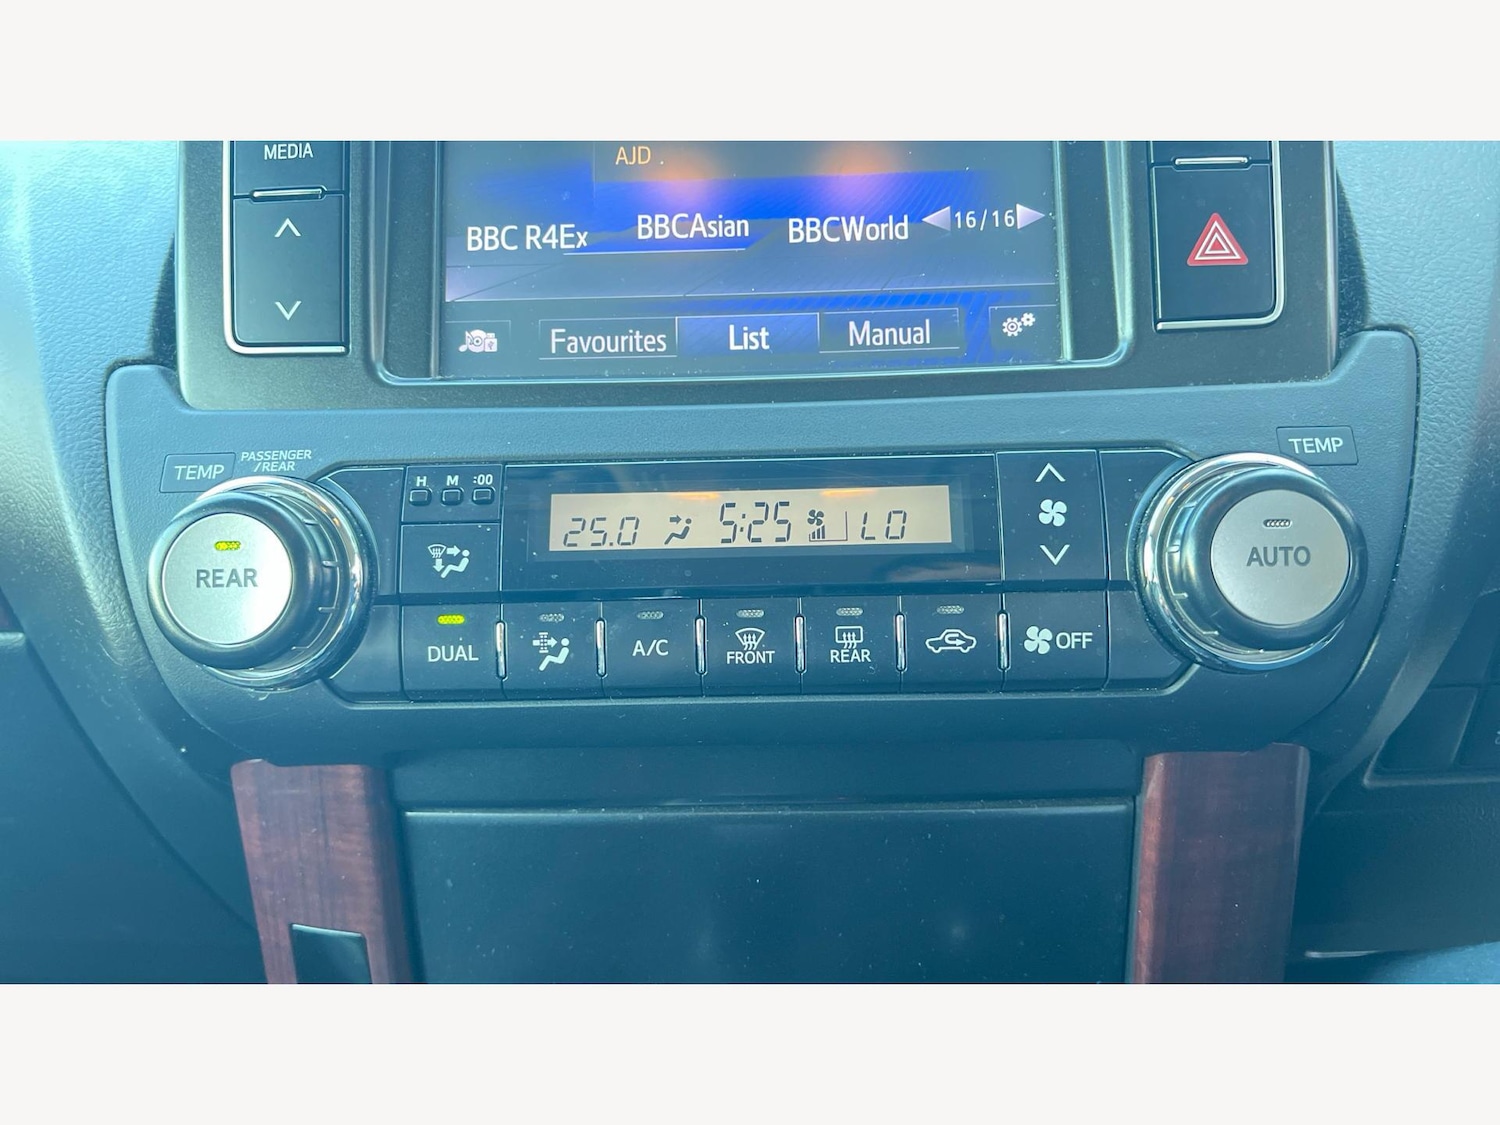 MEDIA
AJD .
BBC R4Ex
BBCAsian
BBCWorld
16/16
Favourites
List
Manual
TEMP
PASSENGER
/REAR
H M :00
TEMP
25.0
5:25
LO
REAR
AUTO
DUAL
A/C
FRONT
REAR
OFF